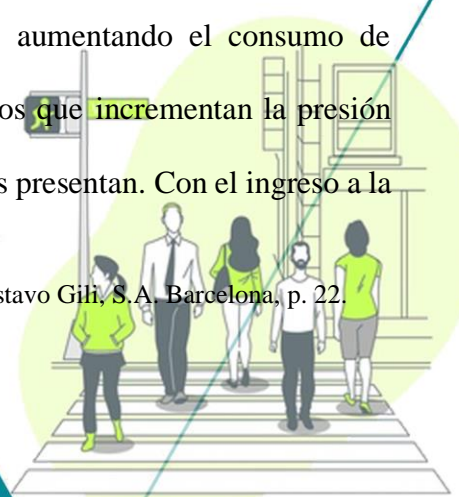 aumentando el consumo de
os que incrementan la presión
s presentan. Con el ingreso a la
stavo Gili, S.A. Barcelona, p. 22.